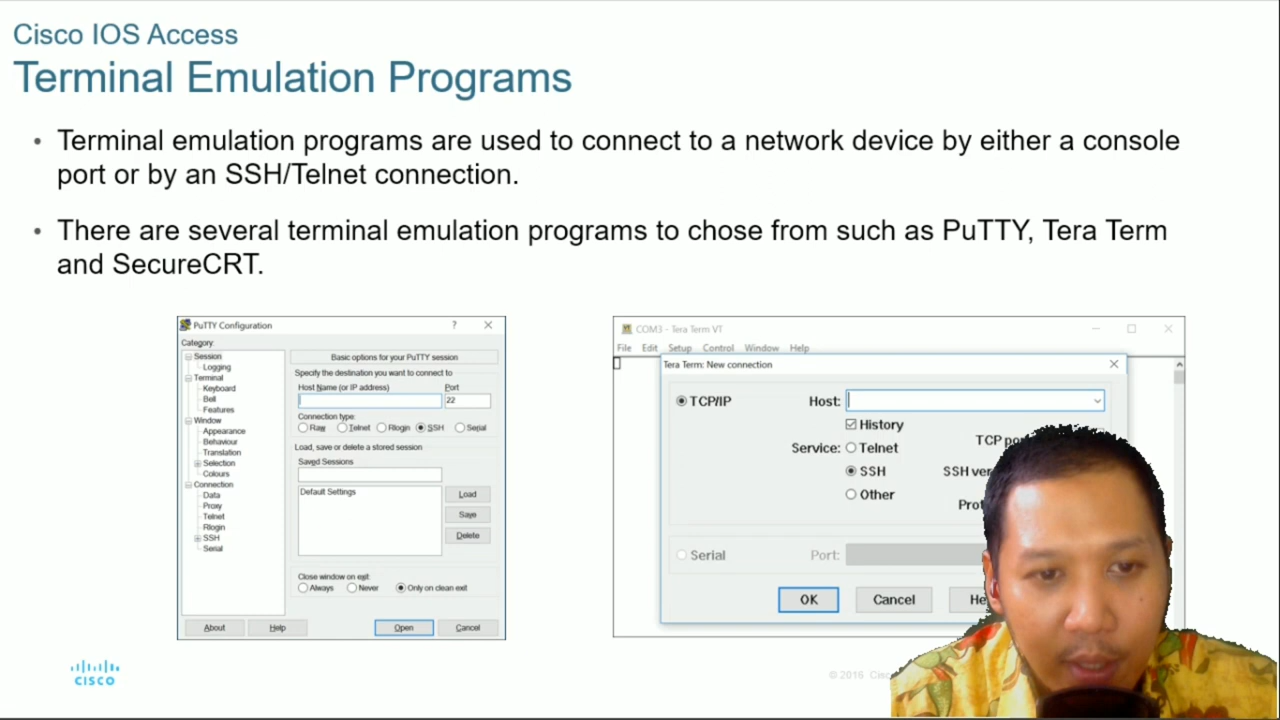 Cisco IOS Access
Terminal Emulation Programs
• Terminal emulation programs are used to connect to a network device by either a console
port or by an SSH/Telnet connection.
• There are several terminal emulation programs to chose from such as PuTTY, Tera Term
and SecureCRT.
PuTTY Configuration
?
Category:
Session
Logging
Terminal
Keyboard
Bell
Features
Window
Appearance
Behaviour
Translation
Selection
Colours
Connection
Data
Proxy
Telnet
Rlogin
SSH
Serial
Basic options for your PuTTY session
Specify the destination you want to connect to
Host Name (or IP address) Port
22
Connection type:
Raw Telnet Rlogin SSH Serial
Load, save or delete a stored session
Saved Sessions
Default Settings
Load
Save
Delete
Close window on exit:
Always Never Only on clean exit
About Help Open Cancel
COM3 - Tera Term VT
File Edit Setup Control Window Help
Tera Term: New connection
TCP/IP Host:
History
Service: Telnet TCP
SSH SSH
Other
Serial Port:
OK Cancel
CISCO
© 2016